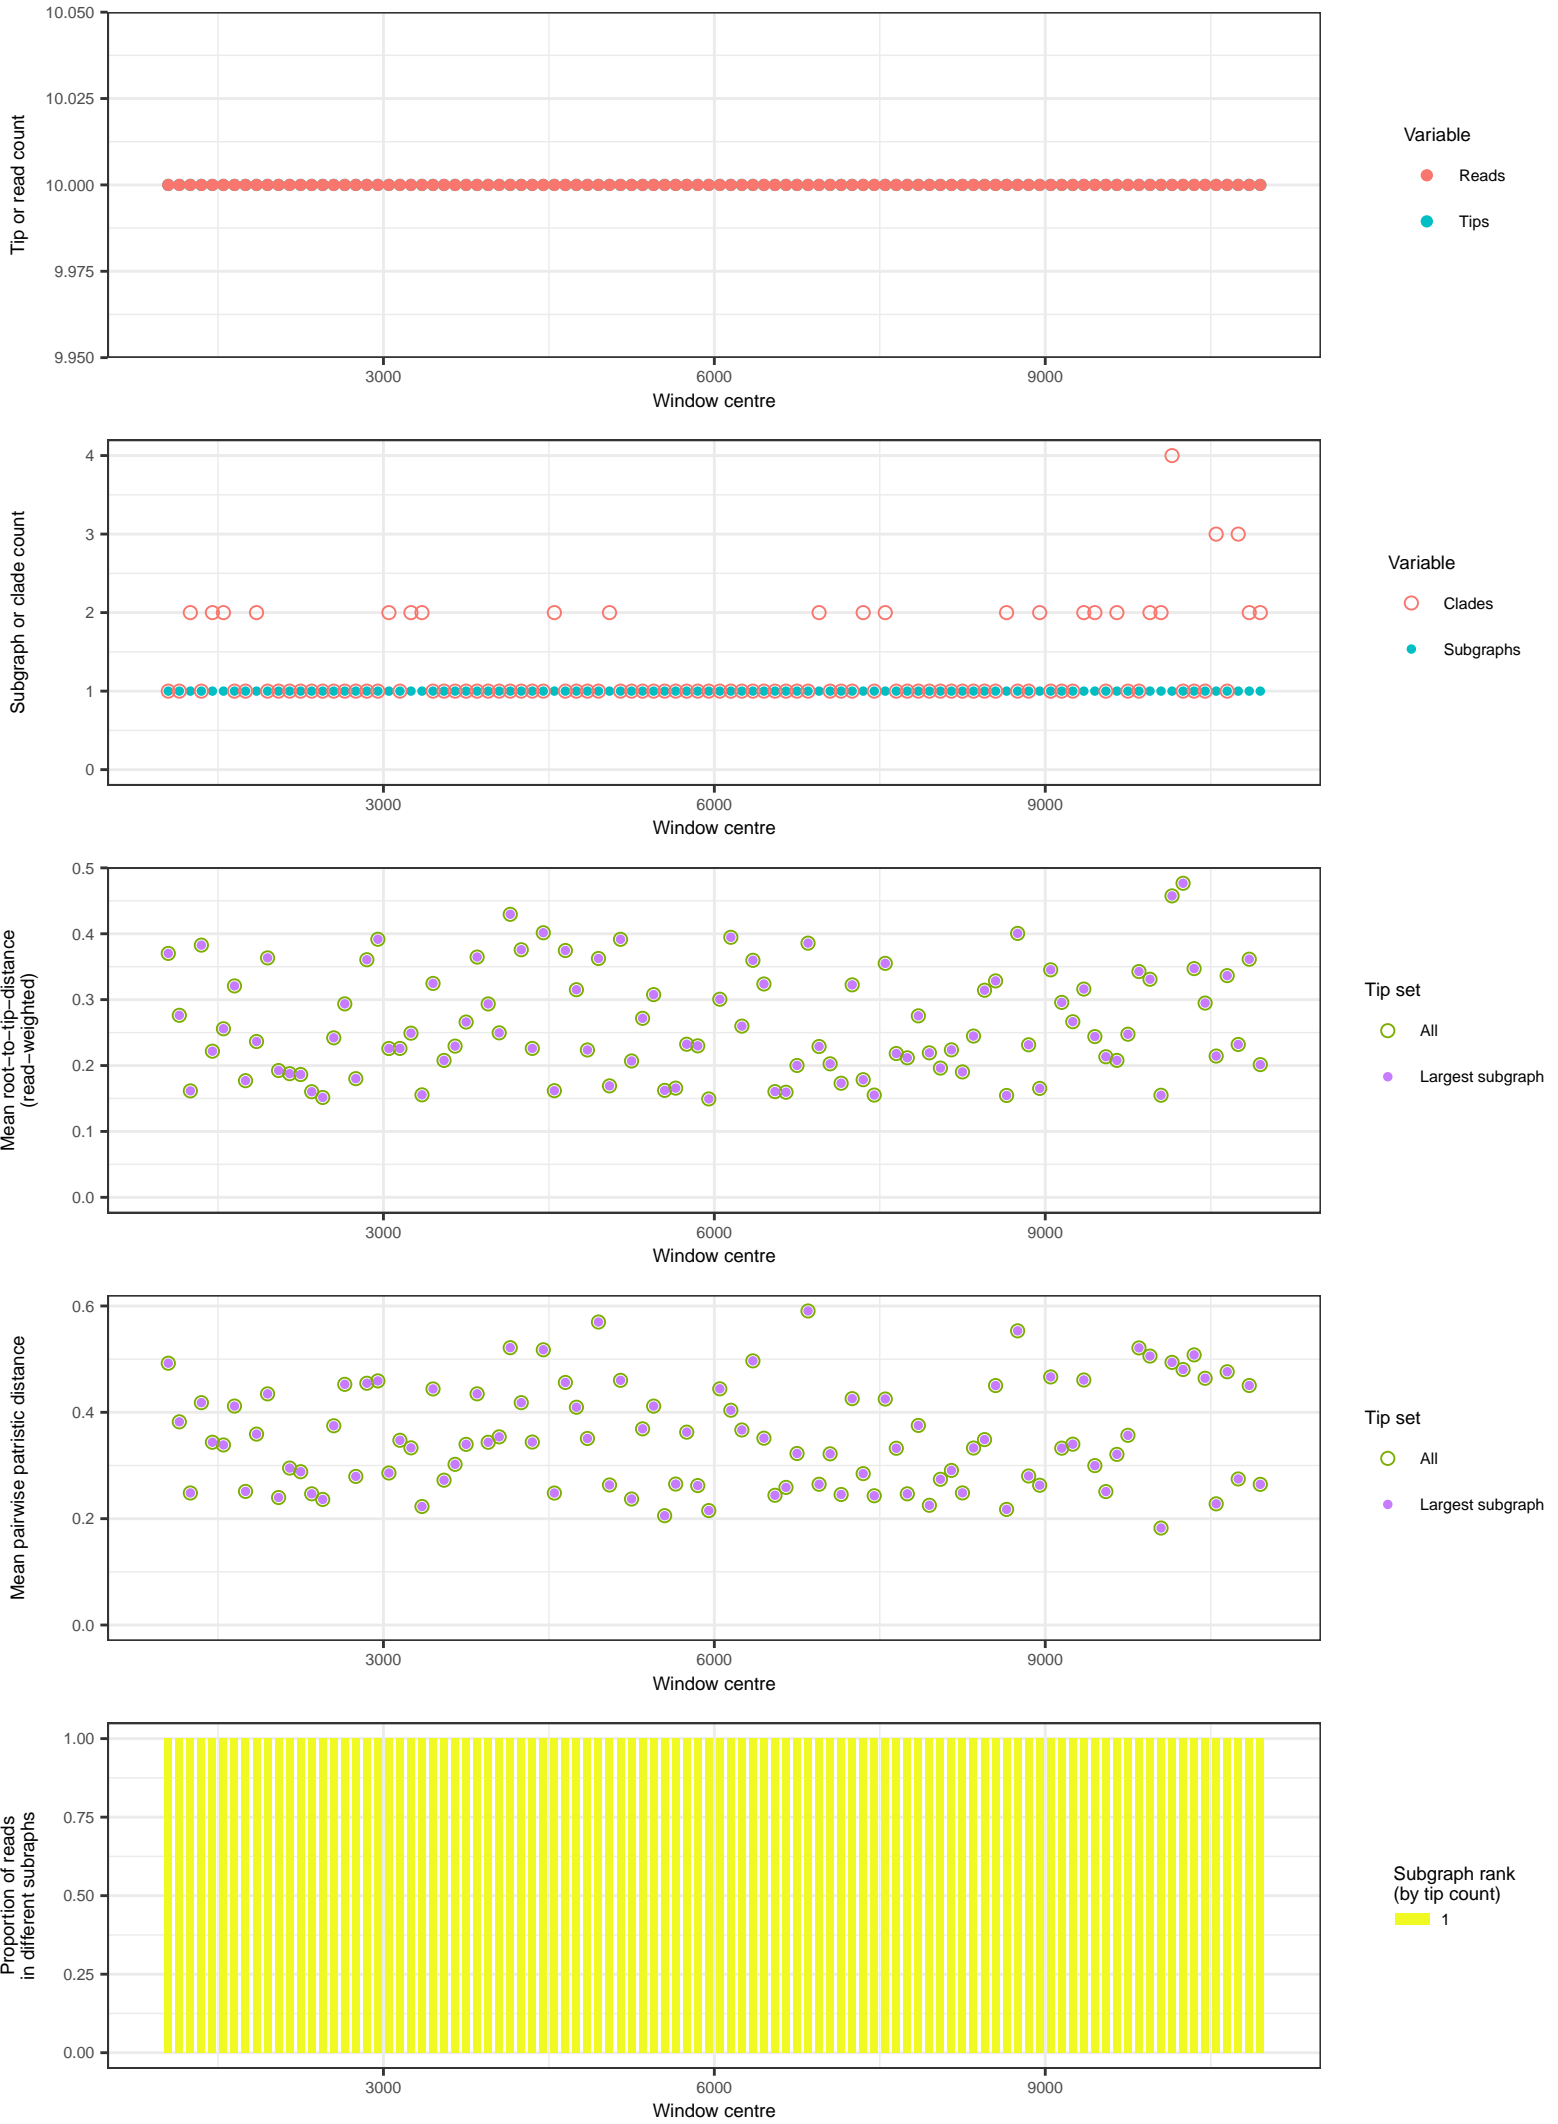 10.050
10.025
10.000
9.975
9.950
Tip or read count
3000
6000
9000
Window centre
Variable
Reads
Tips
4
3
2
1
0
Subgraph or clade count
3000
6000
9000
Window centre
Variable
Clades
Subgraphs
0.5
0.4
0.3
0.2
0.1
0.0
Mean root−to−tip−distance
(read−weighted)
3000
6000
9000
Window centre
Tip set
All
Largest subgraph
0.6
0.4
0.2
0.0
Mean pairwise patristic distance
3000
6000
9000
Window centre
Tip set
All
Largest subgraph
1.00
0.75
0.50
0.25
0.00
Proportion of reads
in different subraphs
3000
6000
9000
Window centre
Subgraph rank
(by tip count)
1